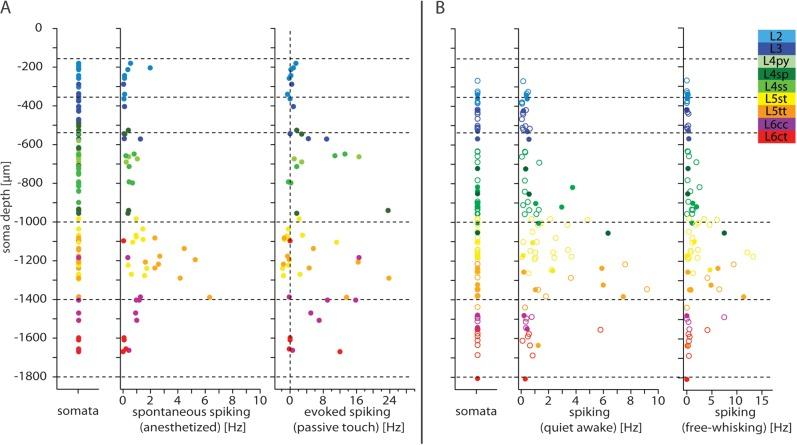 A
B
0
-200
-400
-600
-800
-1000
-1200
-1400
-1600
-1800
soma depth [µm]
somata
0 2 4 6 8 10
spontaneous spiking
(anesthetized) [Hz]
0 8 16 24
evoked spiking
(passive touch) [Hz]
somata
0 2 4 6 8 10
spiking
(quiet awake) [Hz]
0 5 10 15
spiking
(free-whisking) [Hz]
L2
L3
L4py
L4sp
L4ss
L5st
L5tt
L6cc
L6ct